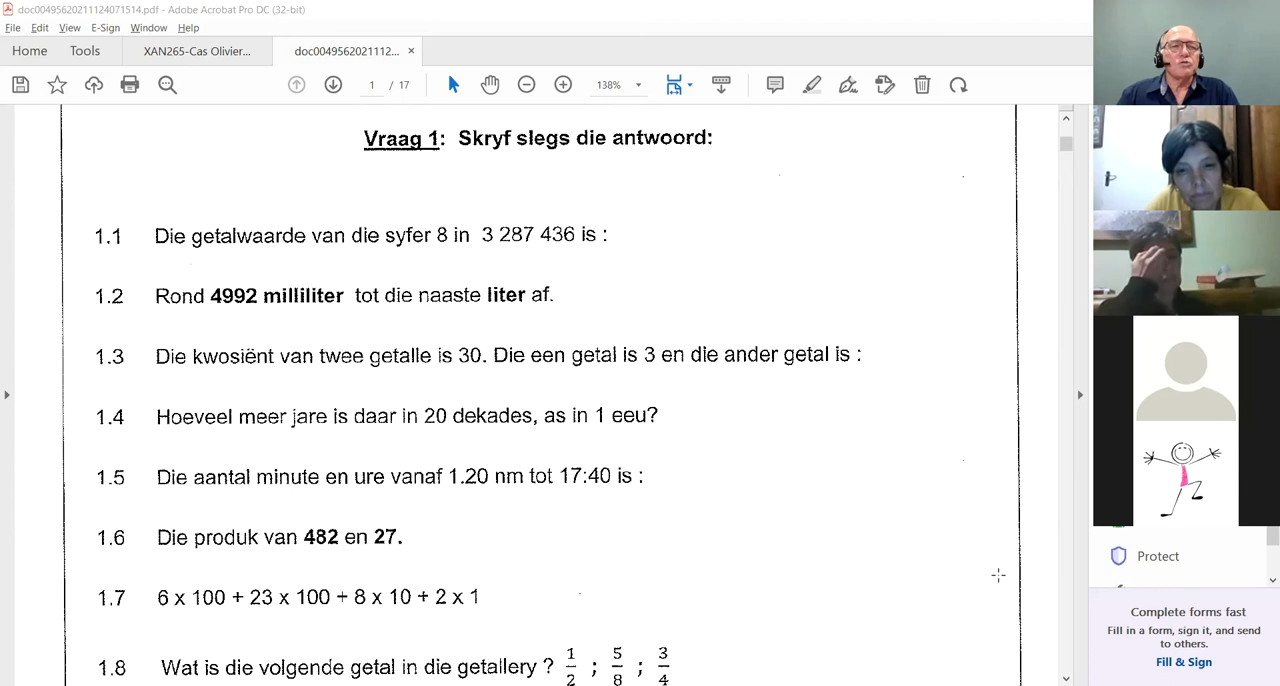 doc00495620211124071514.pdf - Adobe Acrobat Pro DC (32-bit)
File Edit View E-Sign Window Help
Home Tools XAN265-Cas Olivier... doc0049562021112... ×
1 / 17 138%
Vraag 1: Skryf slegs die antwoord:
1.1 Die getalwaarde van die syfer 8 in 3 287 436 is :
1.2 Rond 4992 milliliter tot die naaste liter af.
1.3 Die kwosiënt van twee getalle is 30. Die een getal is 3 en die ander getal is :
1.4 Hoeveel meer jare is daar in 20 dekades, as in 1 eeu?
1.5 Die aantal minute en ure vanaf 1.20 nm tot 17:40 is :
1.6 Die produk van 482 en 27.
1.7 6 x 100 + 23 x 100 + 8 x 10 + 2 x 1
1.8 Wat is die volgende getal in die getallery ? 1/2 ; 5/8 ; 3/4
Protect
Complete forms fast
Fill in a form, sign it, and send
to others.
Fill & Sign